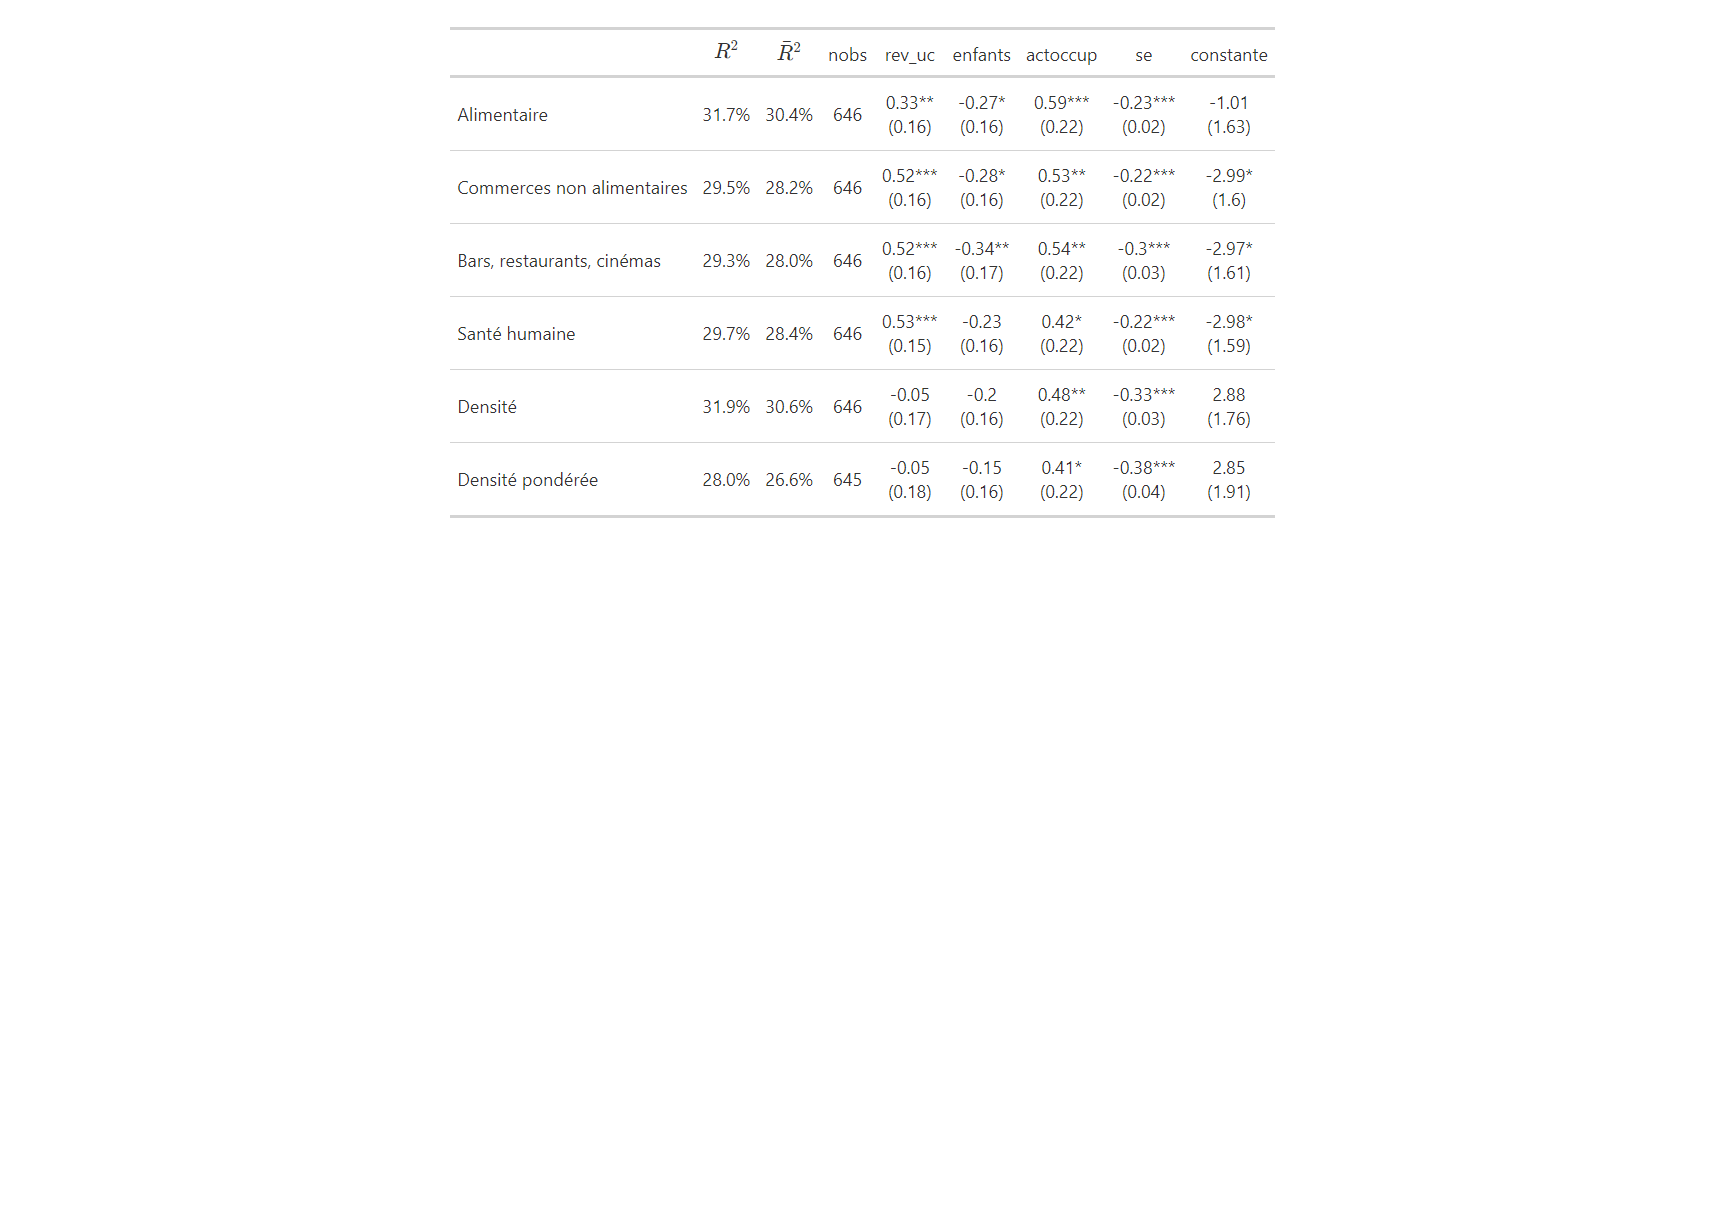 R² R̄² nobs rev_uc enfants actoccup se constante
Alimentaire 31.7% 30.4% 646 0.33** -0.27* 0.59*** -0.23*** -1.01
(0.16) (0.16) (0.22) (0.02) (1.63)
Commerces non alimentaires 29.5% 28.2% 646 0.52*** -0.28* 0.53** -0.22*** -2.99*
(0.16) (0.16) (0.22) (0.02) (1.6)
Bars, restaurants, cinémas 29.3% 28.0% 646 0.52*** -0.34** 0.54** -0.3*** -2.97*
(0.16) (0.17) (0.22) (0.03) (1.61)
Santé humaine 29.7% 28.4% 646 0.53*** -0.23 0.42* -0.22*** -2.98*
(0.15) (0.16) (0.22) (0.02) (1.59)
Densité 31.9% 30.6% 646 -0.05 -0.2 0.48** -0.33*** 2.88
(0.17) (0.16) (0.22) (0.03) (1.76)
Densité pondérée 28.0% 26.6% 645 -0.05 -0.15 0.41* -0.38*** 2.85
(0.18) (0.16) (0.22) (0.04) (1.91)